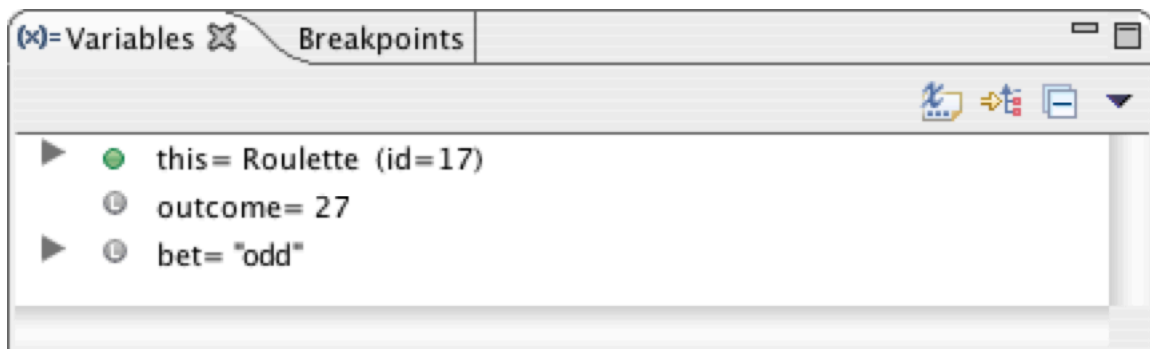 (x)= Variables Breakpoints
this= Roulette (id=17)
outcome= 27
bet= "odd"